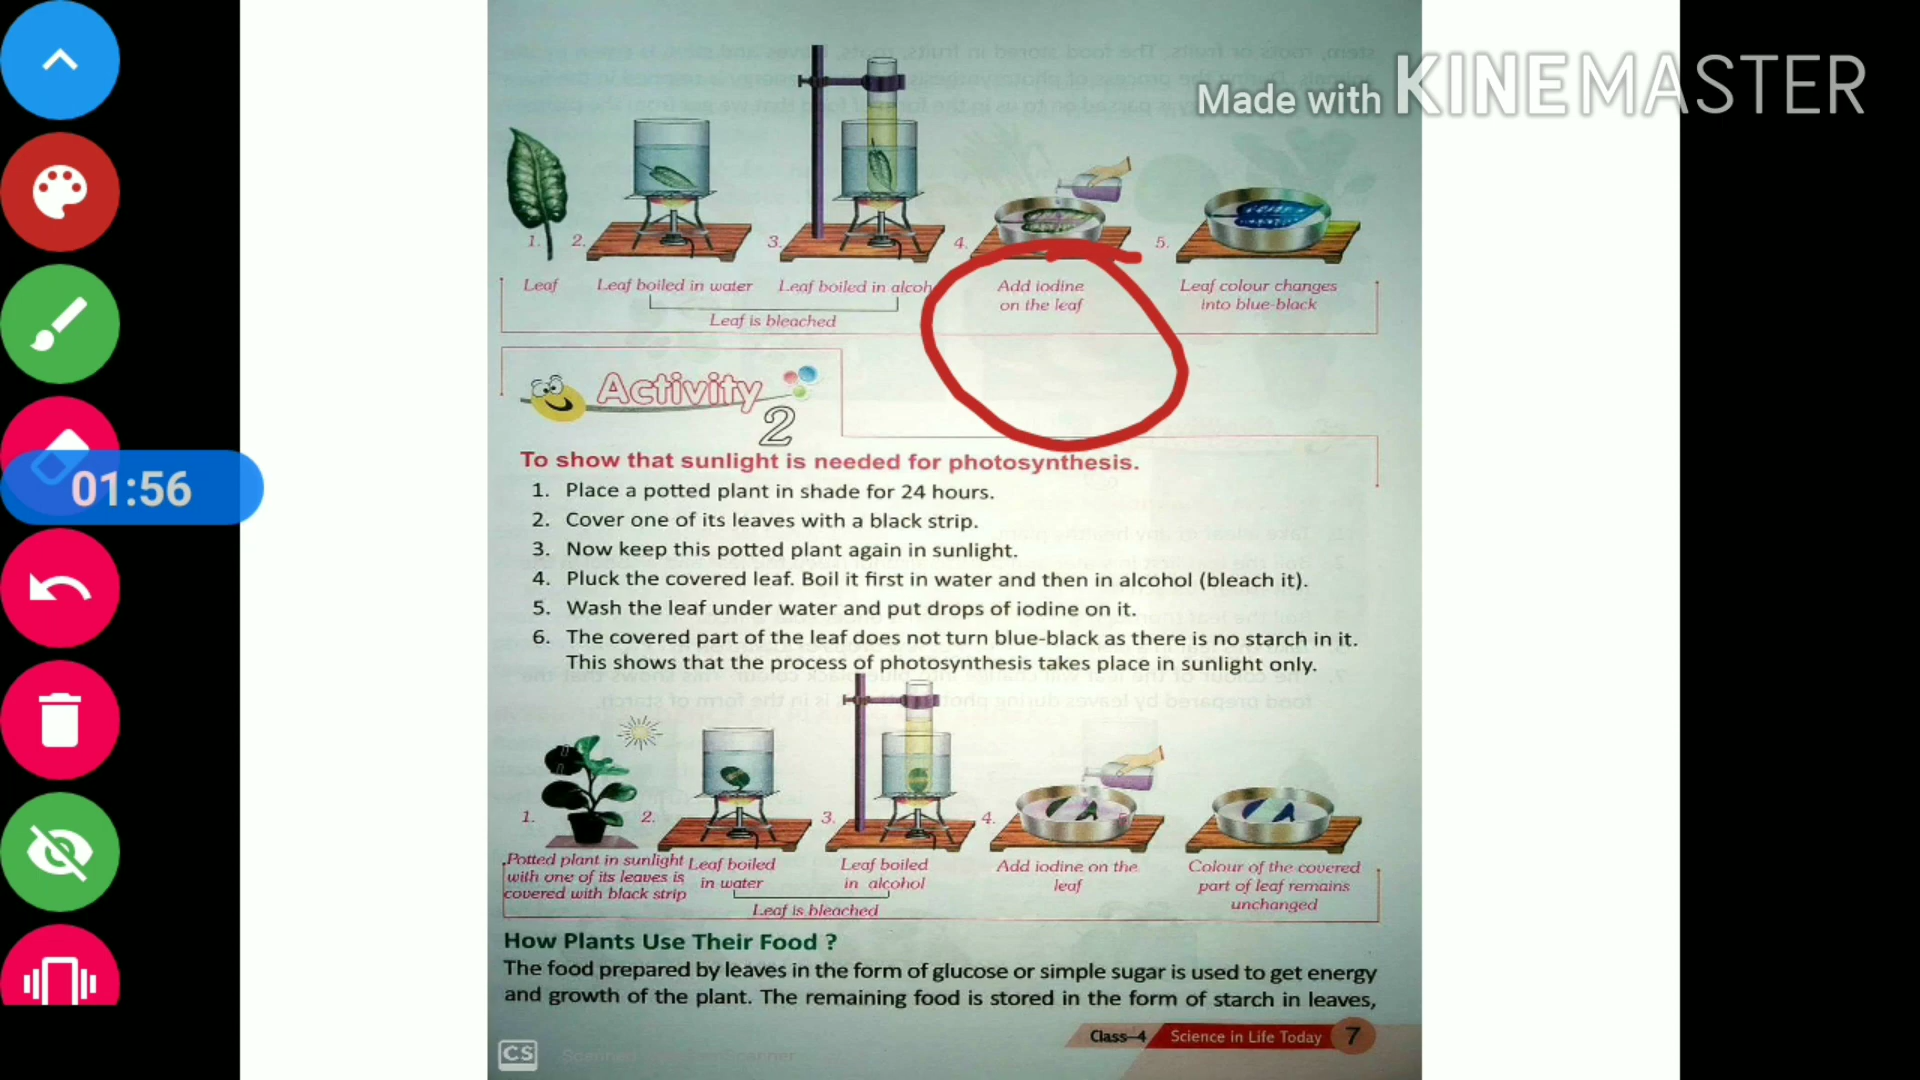 Made with KINEMASTER
1. 2. 3. 4. 5.
Leaf
Leaf boiled in water
Leaf boiled in alcoh
Leaf is bleached
Add iodine
on the leaf
Leaf colour changes
into blue-black
Activity
2
01:56
To show that sunlight is needed for photosynthesis.
1. Place a potted plant in shade for 24 hours.
2. Cover one of its leaves with a black strip.
3. Now keep this potted plant again in sunlight.
4. Pluck the covered leaf. Boil it first in water and then in alcohol (bleach it).
5. Wash the leaf under water and put drops of iodine on it.
6. The covered part of the leaf does not turn blue-black as there is no starch in it.
This shows that the process of photosynthesis takes place in sunlight only.
1. 2. 3. 4. 5.
Potted plant in sunlight
with one of its leaves is
covered with black strip
Leaf boiled
in water
Leaf boiled
in alcohol
Leaf is bleached
Add iodine on the
leaf
Colour of the covered
part of leaf remains
unchanged
How Plants Use Their Food ?
The food prepared by leaves in the form of glucose or simple sugar is used to get energy
and growth of the plant. The remaining food is stored in the form of starch in leaves,
Class-4 Science in Life Today 7
CS